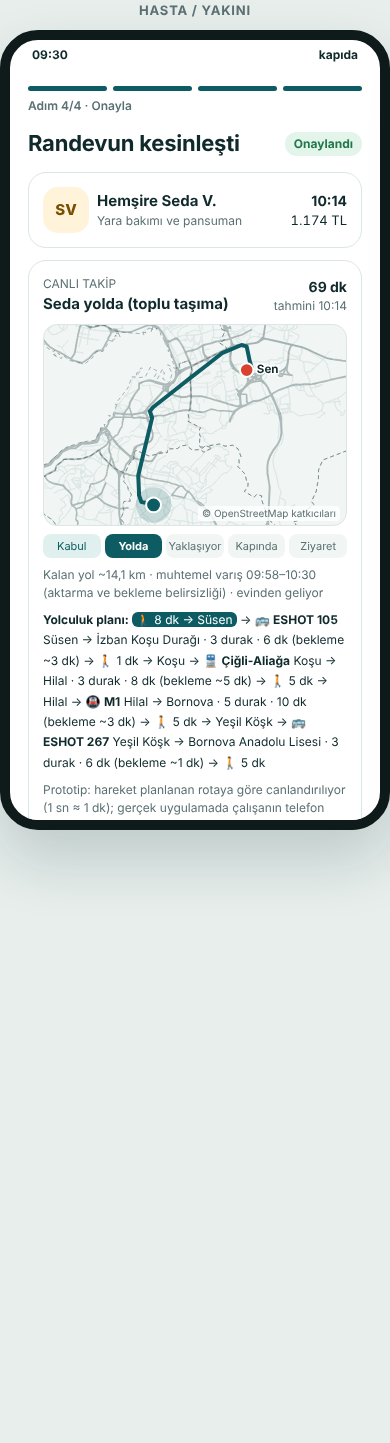 HASTA / YAKINI
09:30
kapıda
Adım 4/4 · Onayla
Randevun kesinleşti
Onaylandı
SV
Hemşire Seda V.
10:14
Yara bakımı ve pansuman
1.174 TL
CANLI TAKİP
69 dk
Seda yolda (toplu taşıma)
tahmini 10:14
Sen
© OpenStreetMap katkıcıları
Kabul
Yolda
Yaklaşıyor
Kapında
Ziyaret
Kalan yol ~14,1 km · muhtemel varış 09:58–10:30
(aktarma ve bekleme belirsizliği) · evinden geliyor
Yolculuk planı: 🚶 8 dk → Süsen → 🚌 ESHOT 105
Süsen → İzban Koşu Durağı · 3 durak · 6 dk (bekleme
~3 dk) → 🚶 1 dk → Koşu → 🚆 Çiğli-Aliağa Koşu →
Hilal · 3 durak · 8 dk (bekleme ~5 dk) → 🚶 5 dk →
Hilal → 🚇 M1 Hilal → Bornova · 5 durak · 10 dk
(bekleme ~3 dk) → 🚶 5 dk → Yeşil Köşk → 🚌
ESHOT 267 Yeşil Köşk → Bornova Anadolu Lisesi · 3
durak · 6 dk (bekleme ~1 dk) → 🚶 5 dk
Prototip: hareket planlanan rotaya göre canlandırılıyor
(1 sn ≈ 1 dk); gerçek uygulamada çalışanın telefon